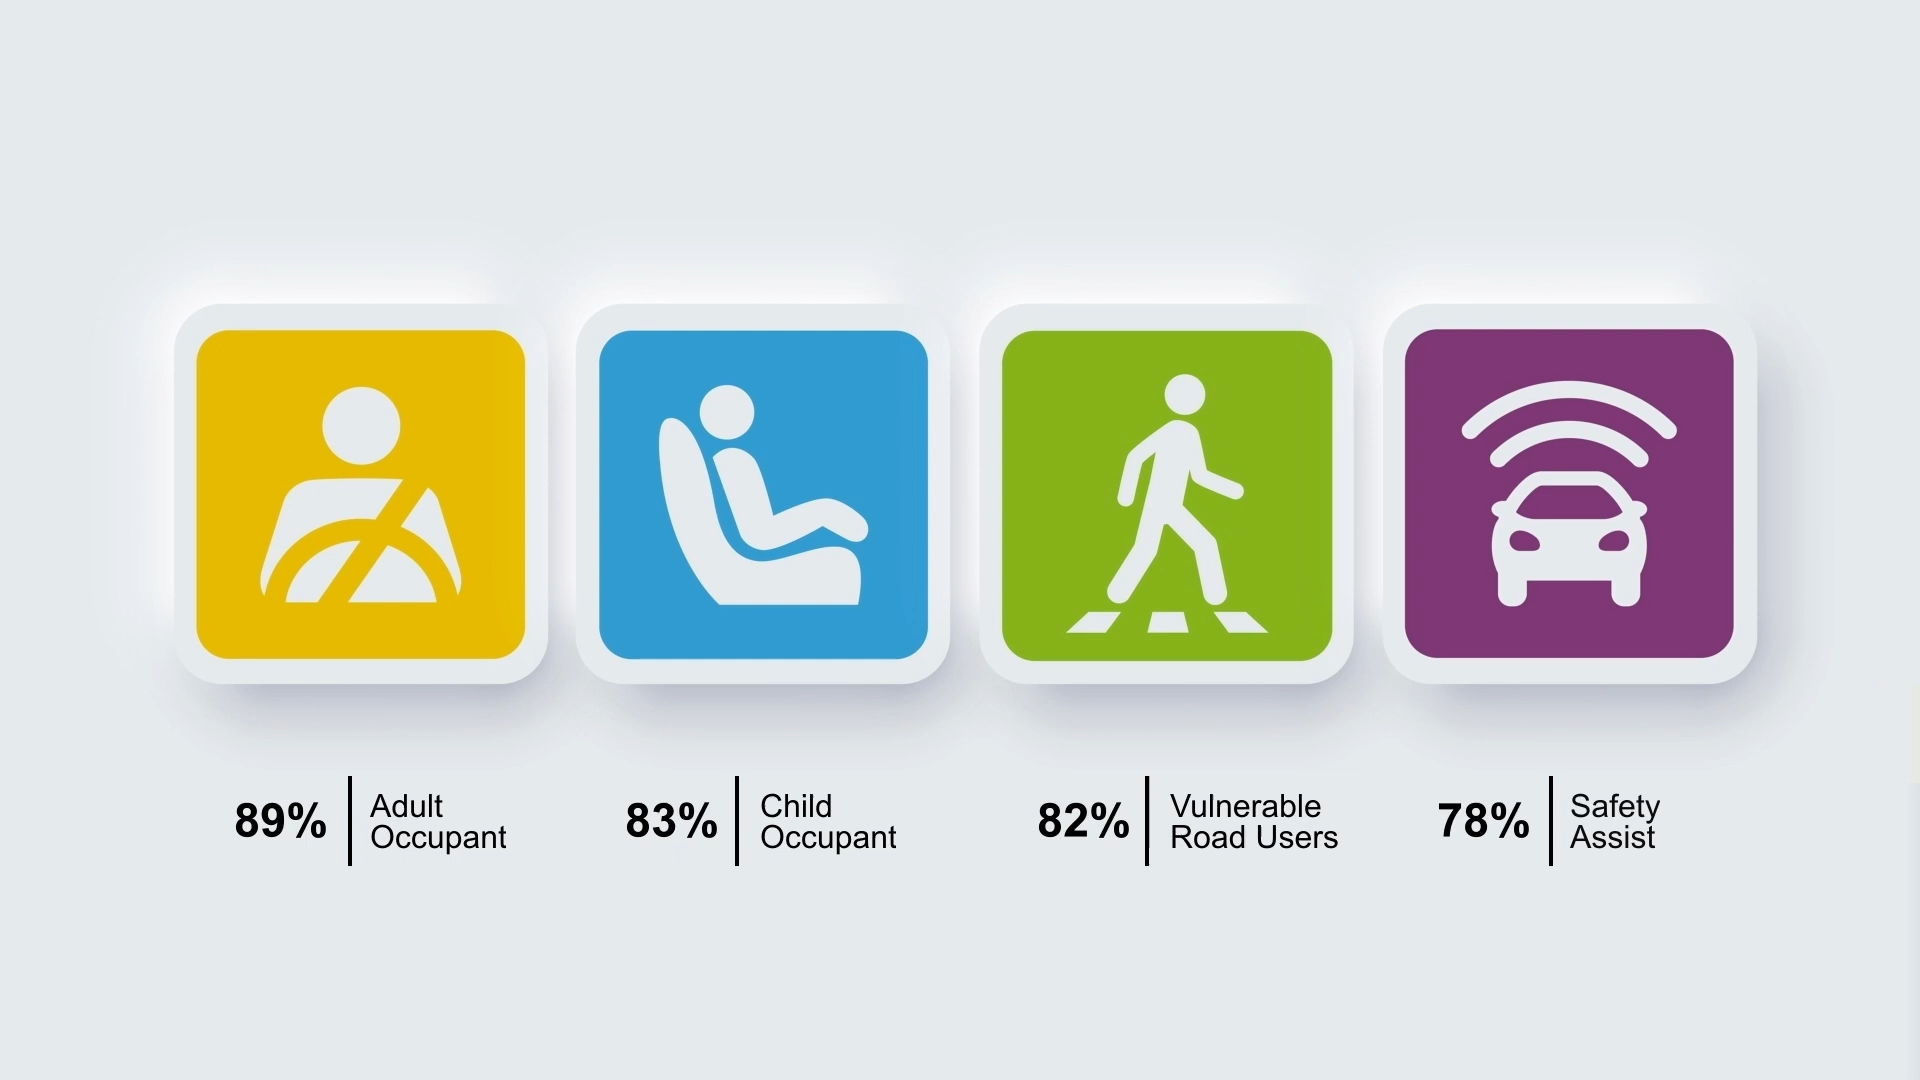 89%
Adult
Occupant
83%
Child
Occupant
82%
Vulnerable
Road Users
78%
Safety
Assist